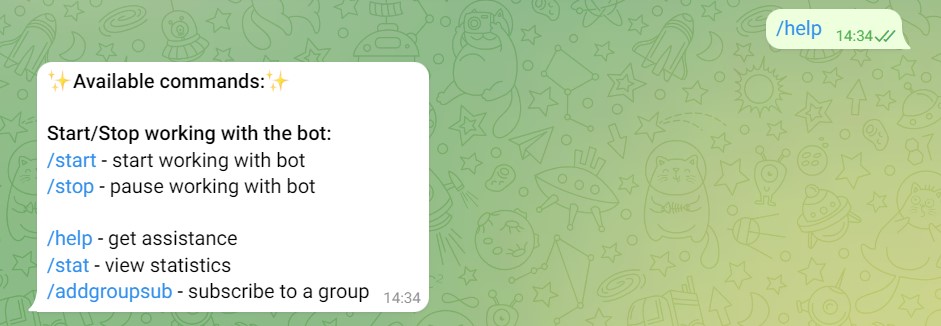 /help 14:34
✨Available commands:✨
Start/Stop working with the bot:
/start - start working with bot
/stop - pause working with bot
/help - get assistance
/stat - view statistics
/addgroupsub - subscribe to a group 14:34